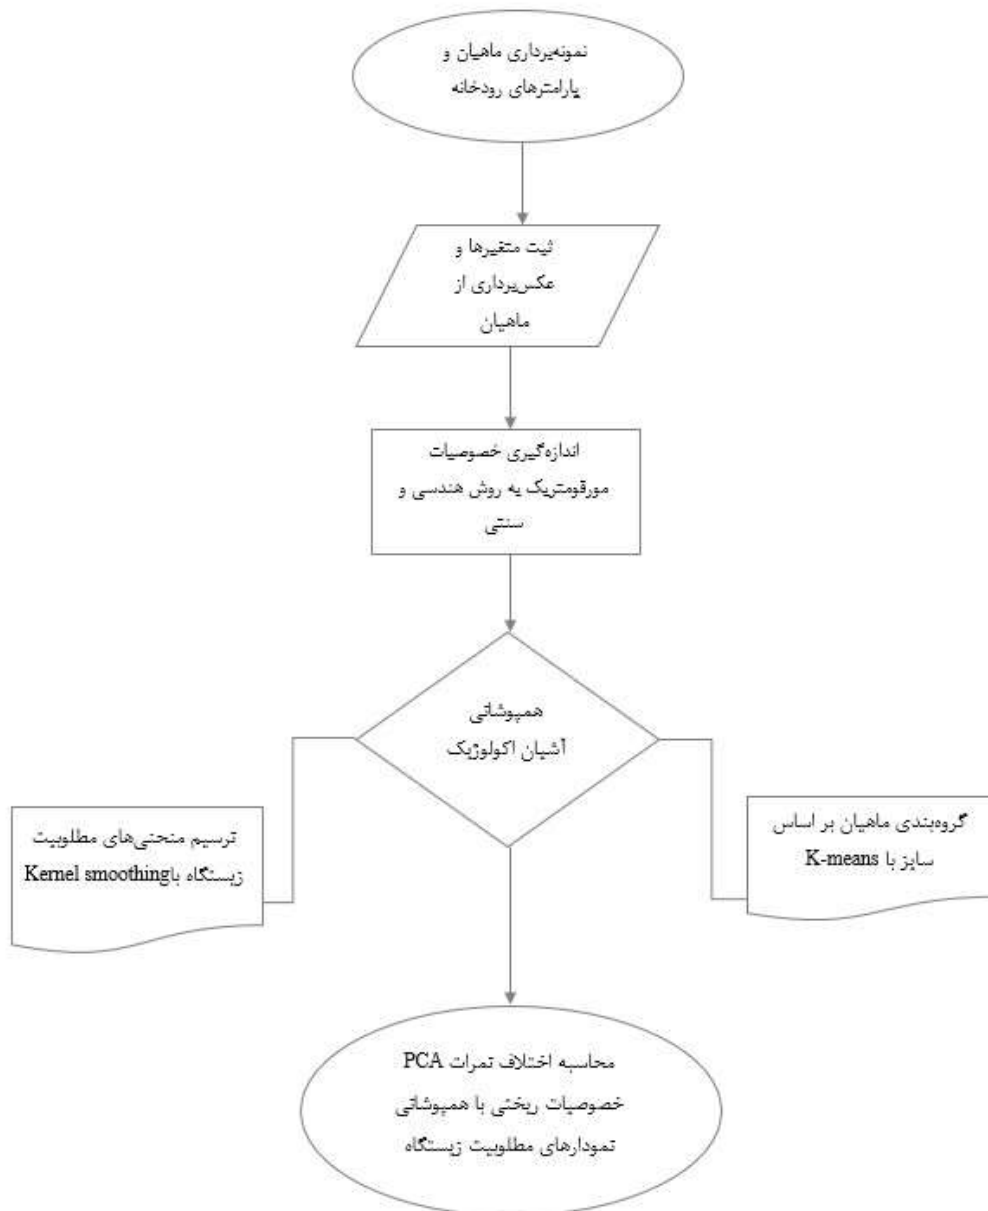 نمونه‌برداری ماهیان و
پارامترهای رودخانه
ثبت متغیرها و
عکس‌برداری از
ماهیان
اندازه‌گیری خصوصیات
مورفومتریک به روش هندسی و
سنتی
همپوشانی
آشیان اکولوژیک
گروه‌بندی ماهیان بر اساس
سایز با K-means
ترسیم منحنی‌های مطلوبیت
زیستگاه با Kernel smoothing
محاسبه اختلاف نمرات PCA
خصوصیات ریختی با همپوشانی
نمودارهای مطلوبیت زیستگاه